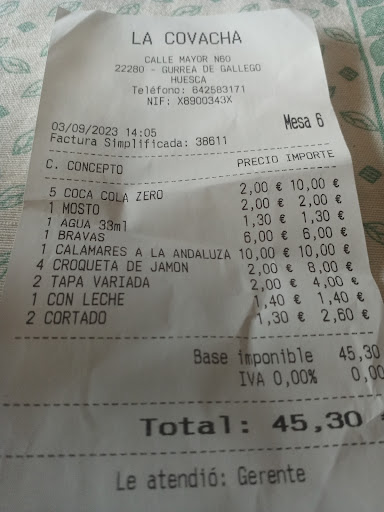 LA COVACHA
CALLE MAYOR N60
22280 - GURREA DE GALLEGO
HUESCA
Teléfono: 642583171
NIF: X6900343X
03/09/2023 14:05 Mesa 6
Factura Simplificada: 38611
C. CONCEPTO PRECIO IMPORTE
5 COCA COLA ZERO 2,00 € 10,00 €
1 MOSTO 2,00 € 2,00 €
1 AGUA 33ml 1,30 € 1,30 €
1 BRAVAS 6,00 € 6,00 €
1 CALAMARES A LA ANDALUZA 10,00 € 10,00 €
4 CROQUETA DE JAMON 2,00 € 8,00 €
2 TAPA VARIADA 2,00 € 4,00 €
1 CON LECHE 1,40 € 1,40 €
2 CORTADO 1,30 € 2,60 €
Base imponible 45,30
IVA 0,00% 0,00
Total: 45,30 €
Le atendió: Gerente